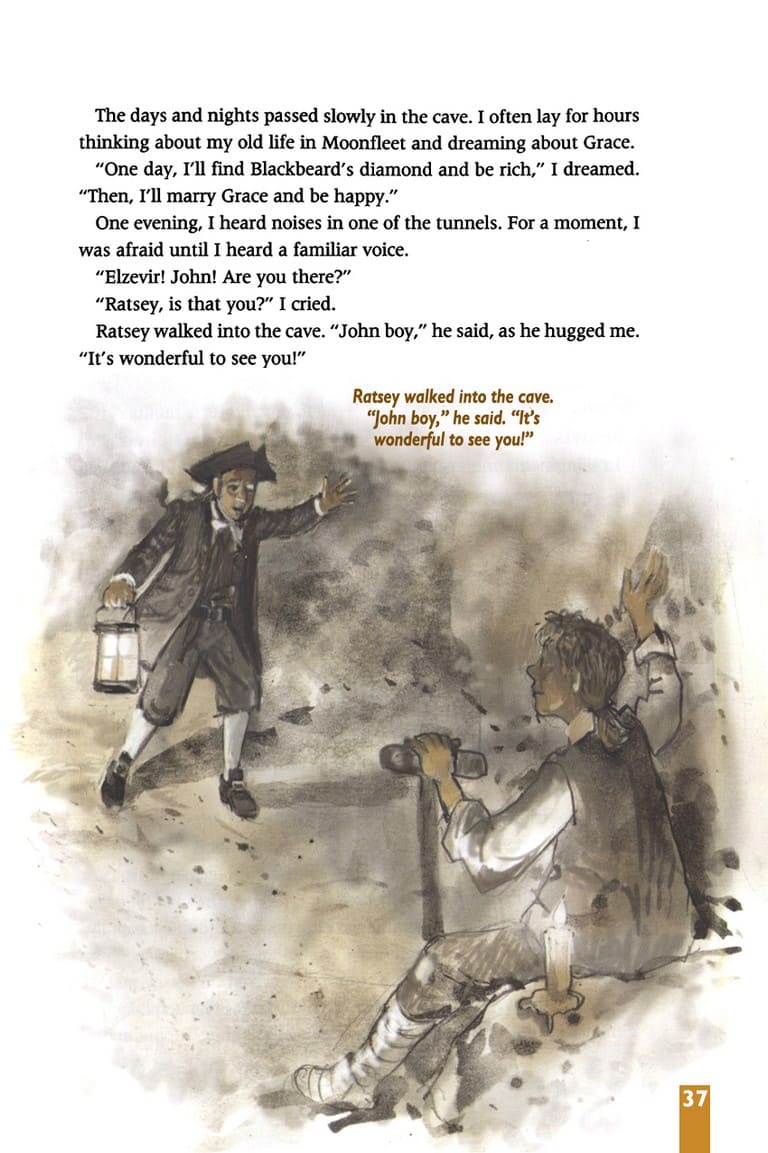 The days and nights passed slowly in the cave. I often lay for hours
thinking about my old life in Moonfleet and dreaming about Grace.
“One day, I’ll find Blackbeard’s diamond and be rich,” I dreamed.
“Then, I’ll marry Grace and be happy.”
One evening, I heard noises in one of the tunnels. For a moment, I
was afraid until I heard a familiar voice.
“Elzevir! John! Are you there?”
“Ratsey, is that you?” I cried.
Ratsey walked into the cave. “John boy,” he said, as he hugged me.
“It’s wonderful to see you!”
Ratsey walked into the cave.
“John boy,” he said. “It’s
wonderful to see you!”
37